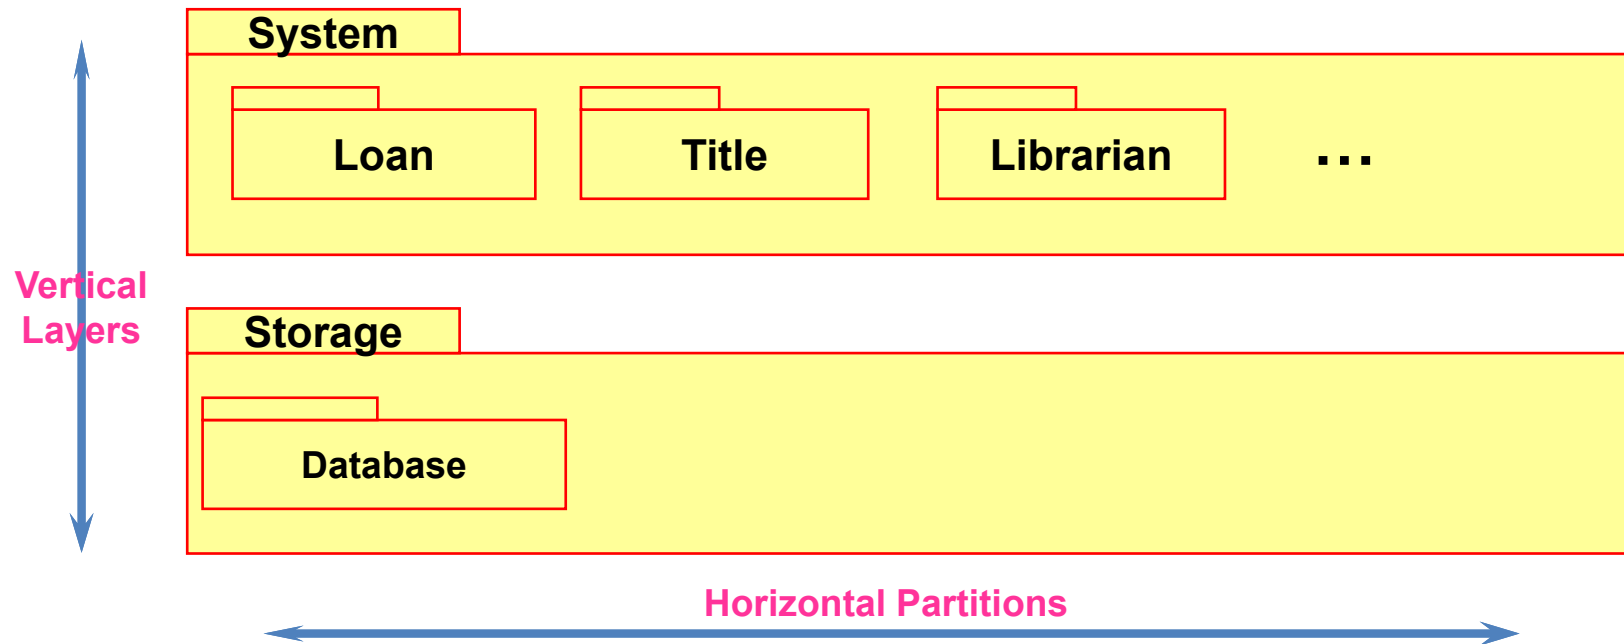 System
Loan
Title
Librarian
...
Vertical
Layers
Storage
Database
Horizontal Partitions